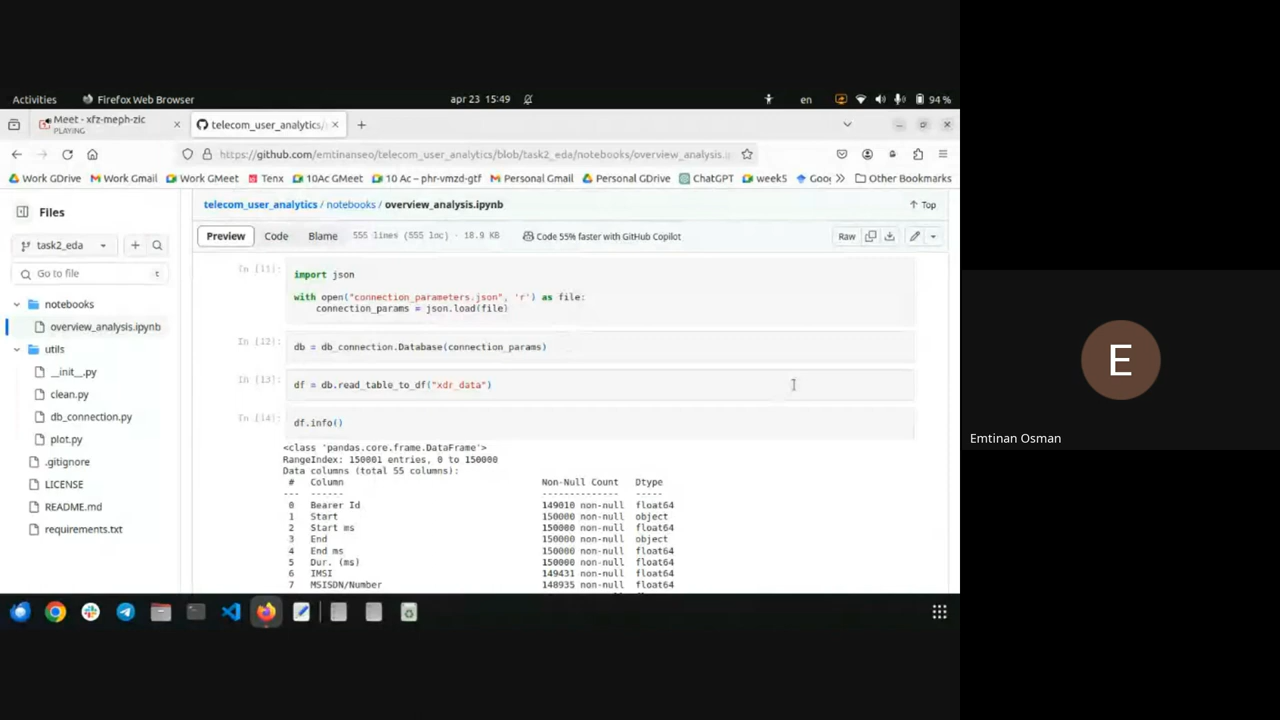 Activities Firefox Web Browser apr 23 15:49 en 94 %
Meet - xfz-meph-zic
PLAYING
telecom_user_analytics/
https://github.com/emtinanseo/telecom_user_analytics/blob/task2_eda/notebooks/overview_analysis.
Work GDrive Work Gmail Work GMeet Tenx 10Ac GMeet 10 Ac – phr-vmzd-gtf Personal Gmail Personal GDrive ChatGPT week5 Goo Other Bookmarks
Files
telecom_user_analytics / notebooks / overview_analysis.ipynb
Top
task2_eda
Preview Code Blame 555 lines (555 loc) · 18.9 KB Code 55% faster with GitHub Copilot Raw
Go to file t
notebooks
overview_analysis.ipynb
utils
__init__.py
clean.py
db_connection.py
plot.py
.gitignore
LICENSE
README.md
requirements.txt
In [11]:
import json
with open("connection_parameters.json", 'r') as file:
connection_params = json.load(file)
In [12]: db = db_connection.Database(connection_params)
In [13]: df = db.read_table_to_df("xdr_data")
In [14]: df.info()
<class 'pandas.core.frame.DataFrame'>
RangeIndex: 150001 entries, 0 to 150000
Data columns (total 55 columns):
# Column Non-Null Count Dtype
--- ------ -------------- -----
0 Bearer Id 149010 non-null float64
1 Start 150000 non-null object
2 Start ms 150000 non-null float64
3 End 150000 non-null object
4 End ms 150000 non-null float64
5 Dur. (ms) 150000 non-null float64
6 IMSI 149431 non-null float64
7 MSISDN/Number 148935 non-null float64
E
Emtinan Osman